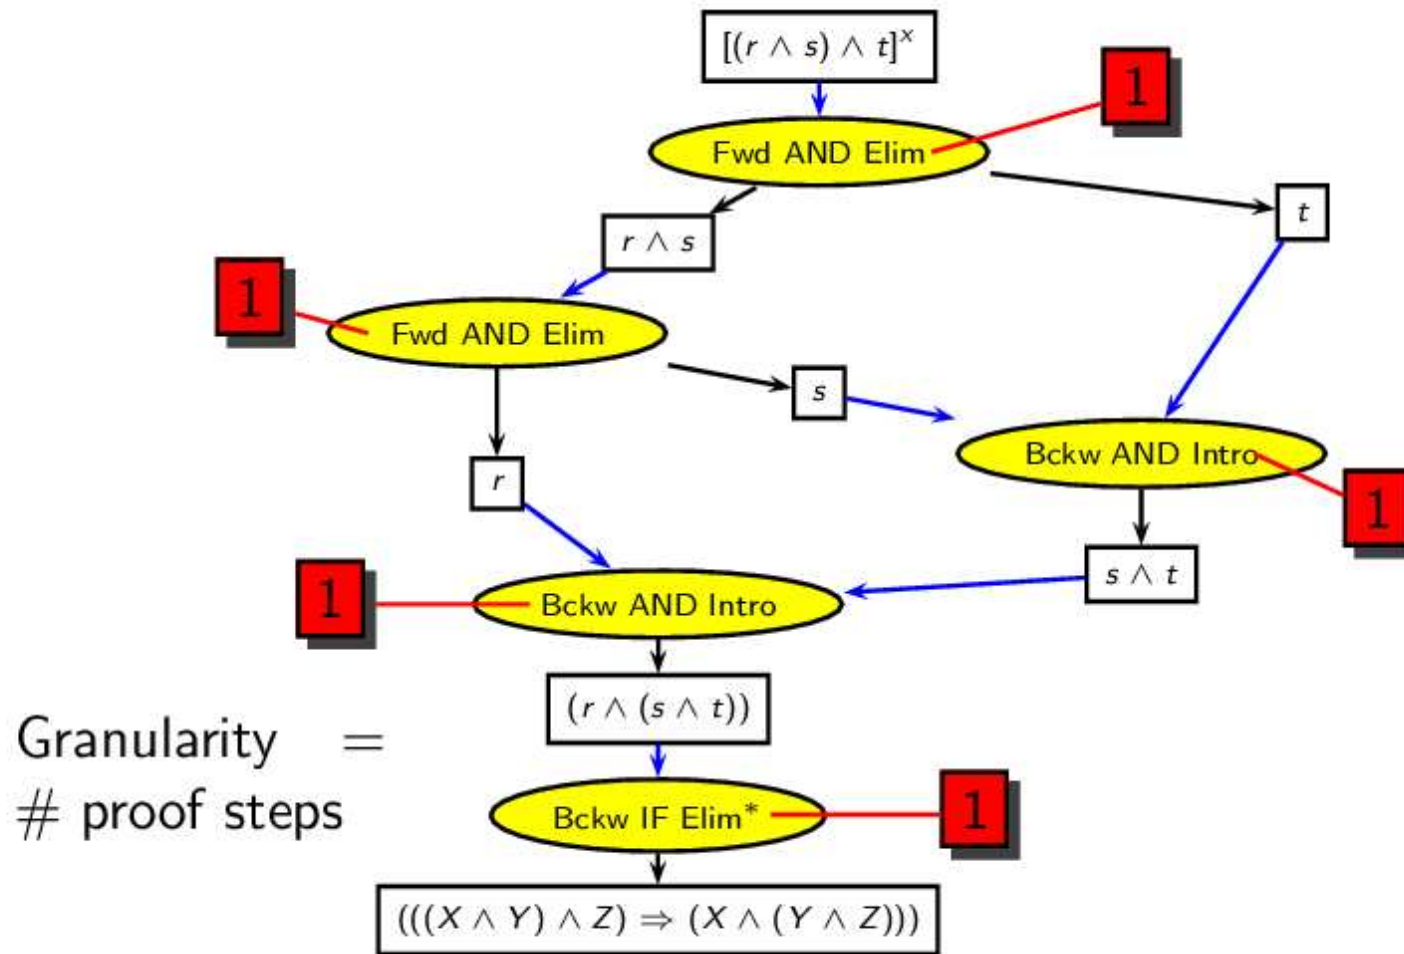 [(r ∧ s) ∧ t]ˣ
1
Fwd AND Elim
t
r ∧ s
1
Fwd AND Elim
s
Bckw AND Intro
r
1
s ∧ t
1
Bckw AND Intro
(r ∧ (s ∧ t))
Granularity =
# proof steps
Bckw IF Elim*
1
(((X ∧ Y) ∧ Z) ⇒ (X ∧ (Y ∧ Z)))